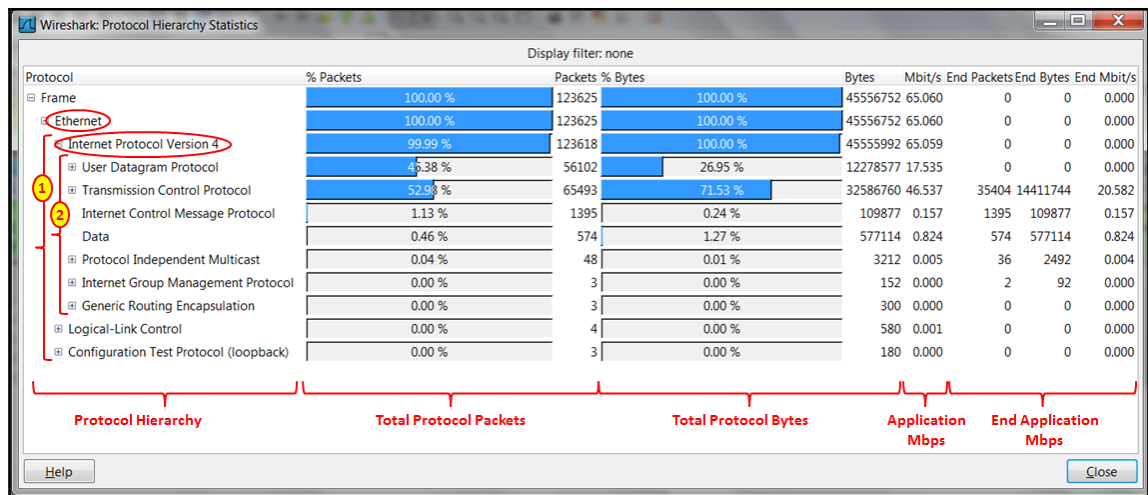 Wireshark: Protocol Hierarchy Statistics
Display filter: none
Protocol % Packets Packets % Bytes Bytes Mbit/s End Packets End Bytes End Mbit/s
Frame 100.00 % 123625 100.00 % 45556752 65.060 0 0 0.000
Ethernet 100.00 % 123625 100.00 % 45556752 65.060 0 0 0.000
Internet Protocol Version 4 99.99 % 123618 100.00 % 45555992 65.059 0 0 0.000
User Datagram Protocol 45.38 % 56102 26.95 % 12278577 17.535 0 0 0.000
1 Transmission Control Protocol 52.98 % 65493 71.53 % 32586760 46.537 35404 14411744 20.582
2 Internet Control Message Protocol 1.13 % 1395 0.24 % 109877 0.157 1395 109877 0.157
Data 0.46 % 574 1.27 % 577114 0.824 574 577114 0.824
Protocol Independent Multicast 0.04 % 48 0.01 % 3212 0.005 36 2492 0.004
Internet Group Management Protocol 0.00 % 3 0.00 % 152 0.000 2 92 0.000
Generic Routing Encapsulation 0.00 % 3 0.00 % 300 0.000 0 0 0.000
Logical-Link Control 0.00 % 4 0.00 % 580 0.001 0 0 0.000
Configuration Test Protocol (loopback) 0.00 % 3 0.00 % 180 0.000 0 0 0.000
Protocol Hierarchy Total Protocol Packets Total Protocol Bytes Application End Application
Mbps Mbps
Help Close